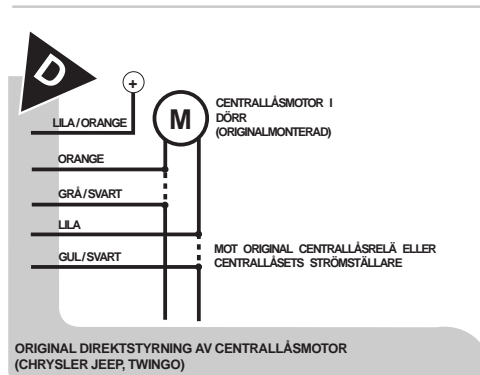 D
+
LILA/ORANGE
M
CENTRALLÅSMOTOR I
DÖRR
(ORIGINALMONTERAD)
ORANGE
GRÅ/SVART
LILA
GUL/SVART
MOT ORIGINAL CENTRALLÅSRELÄ ELLER
CENTRALLÅSETS STRÖMSTÄLLARE
ORIGINAL DIREKTSTYRNING AV CENTRALLÅSMOTOR
(CHRYSLER JEEP, TWINGO)